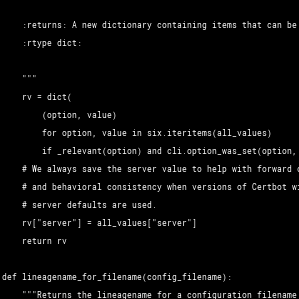 :returns: A new dictionary containing items that can be
:rtype dict:
"""
rv = dict(
(option, value)
for option, value in six.iteritems(all_values)
if _relevant(option) and cli.option_was_set(option,
# We always save the server value to help with forward
# and behavioral consistency when versions of Certbot
# server defaults are used.
rv["server"] = all_values["server"]
return rv
def lineagename_for_filename(config_filename):
"""Returns the lineagename for a configuration filename